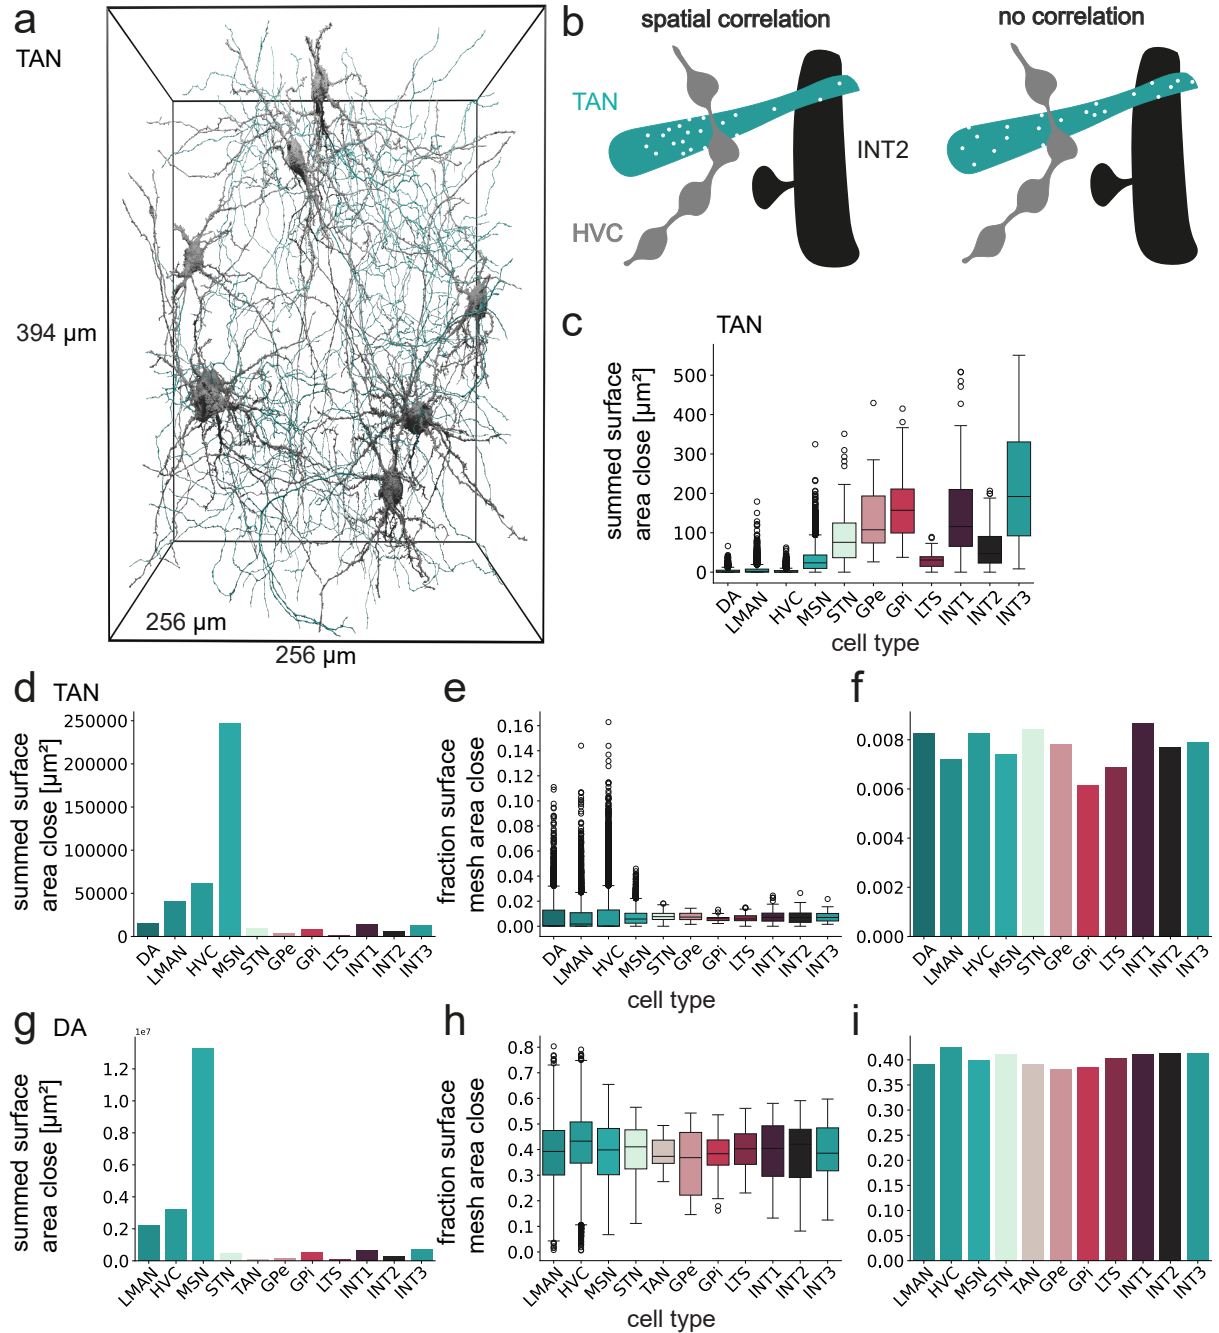 a
TAN
394 µm
256 µm
256 µm
b
spatial correlation
no correlation
TAN
INT2
HVC
c
TAN
summed surface
area close [µm²]
500
400
300
200
100
0
DA
LMAN
HVC
MSN
STN
GPe
GPi
LTS
INT1
INT2
INT3
cell type
d
TAN
summed surface
area close [µm²]
250000
200000
150000
100000
50000
0
DA
LMAN
HVC
MSN
STN
GPe
GPi
LTS
INT1
INT2
INT3
e
fraction surface
mesh area close
0.16
0.14
0.12
0.10
0.08
0.06
0.04
0.02
0.00
DA
LMAN
HVC
MSN
STN
GPe
GPi
LTS
INT1
INT2
INT3
cell type
f
0.008
0.006
0.004
0.002
0.000
DA
LMAN
HVC
MSN
STN
GPi
GPe
LTS
INT1
INT2
INT3
g
DA
summed surface
area close [µm²]
1e7
1.2
1.0
0.8
0.6
0.4
0.2
0.0
LMAN
HVC
MSN
STN
TAN
GPe
GPi
LTS
INT1
INT2
INT3
h
fraction surface
mesh area close
0.8
0.7
0.6
0.5
0.4
0.3
0.2
0.1
0.0
LMAN
HVC
MSN
STN
TAN
GPe
GPi
LTS
INT1
INT2
INT3
cell type
i
0.40
0.35
0.30
0.25
0.20
0.15
0.10
0.05
0.00
LMAN
HVC
MSN
STN
TAN
GPe
GPi
LTS
INT1
INT2
INT3